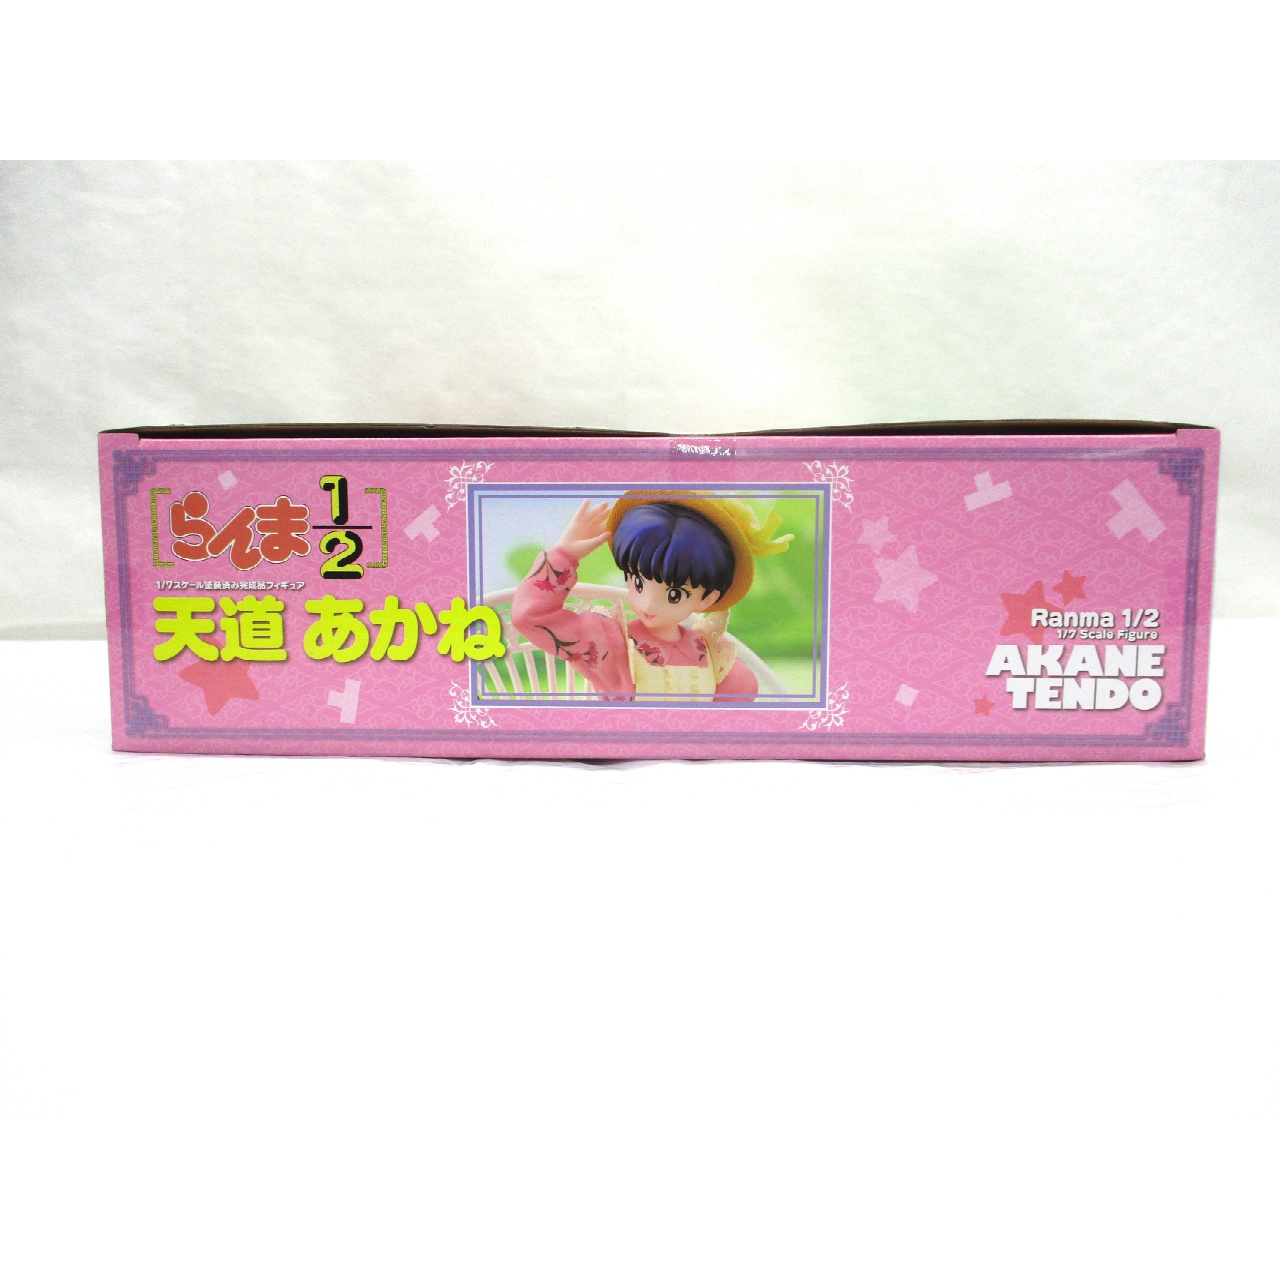 らんま1/2
1/7スケール塗装済み完成品フィギュア
天道 あかね
Ranma 1/2
1/7 Scale Figure
AKANE
TENDO